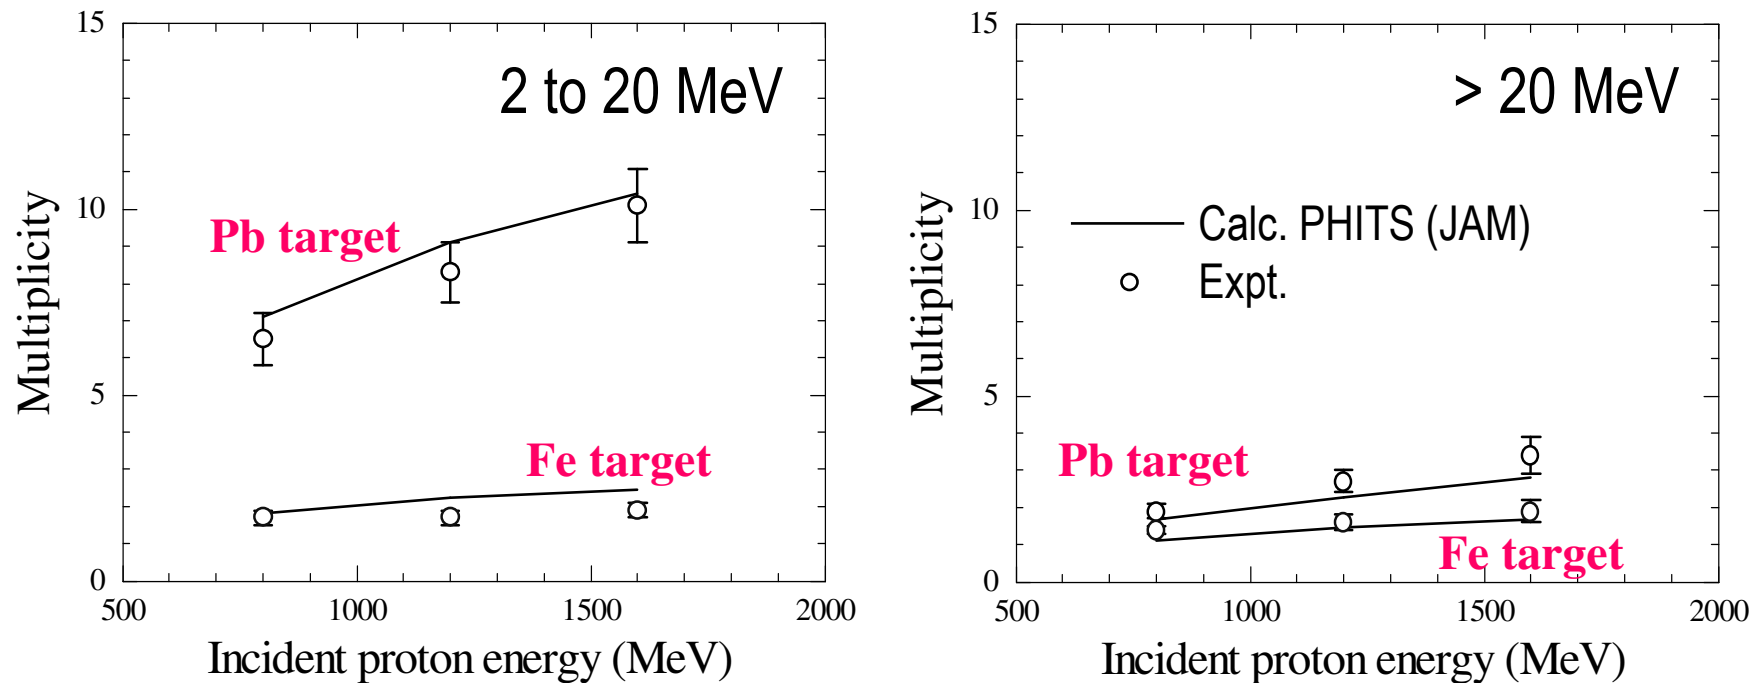 15
10
5
0
500
1000
1500
2000
Multiplicity
Incident proton energy (MeV)
2 to 20 MeV
Pb target
Fe target
15
10
5
0
500
1000
1500
2000
Multiplicity
Incident proton energy (MeV)
> 20 MeV
Calc. PHITS (JAM)
Expt.
Pb target
Fe target